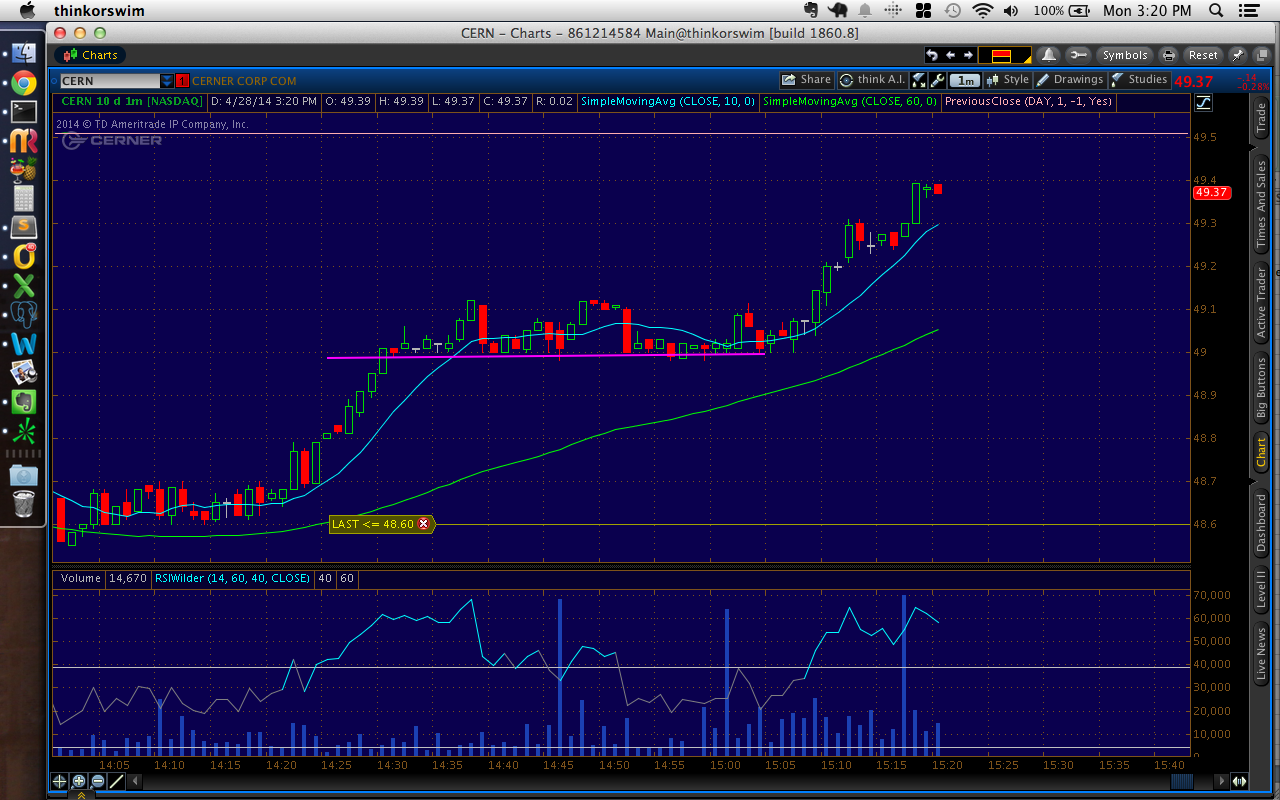 thinkorswim
100% Mon 3:20 PM
CERN - Charts - 861214584 Main@thinkorswim [build 1860.8]
Charts
Symbols Reset
CERN 1 CERNER CORP COM Share think A.I. 1m Style Drawings Studies 49.37 -.14 -0.28%
CERN 10 d 1m [NASDAQ] D: 4/28/14 3:20 PM O: 49.39 H: 49.39 L: 49.37 C: 49.37 R: 0.02 SimpleMovingAvg (CLOSE, 10, 0) SimpleMovingAvg (CLOSE, 60, 0) PreviousClose (DAY, 1, -1, Yes)
2014 © TD Ameritrade IP Company, Inc.
CERNER
49.5
49.4
49.37
49.3
49.2
49.1
49
48.9
48.8
48.7
48.6
LAST <= 48.60
Volume 14,670 RSIWilder (14, 60, 40, CLOSE) 40 60
70,000
60,000
50,000
40,000
30,000
20,000
10,000
14:05 14:10 14:15 14:20 14:25 14:30 14:35 14:40 14:45 14:50 14:55 15:00 15:05 15:10 15:15 15:20 15:25 15:30 15:35 15:40
Trade
Times And Sales
Active Trader
Big Buttons
Chart
Dashboard
Level II
Live News